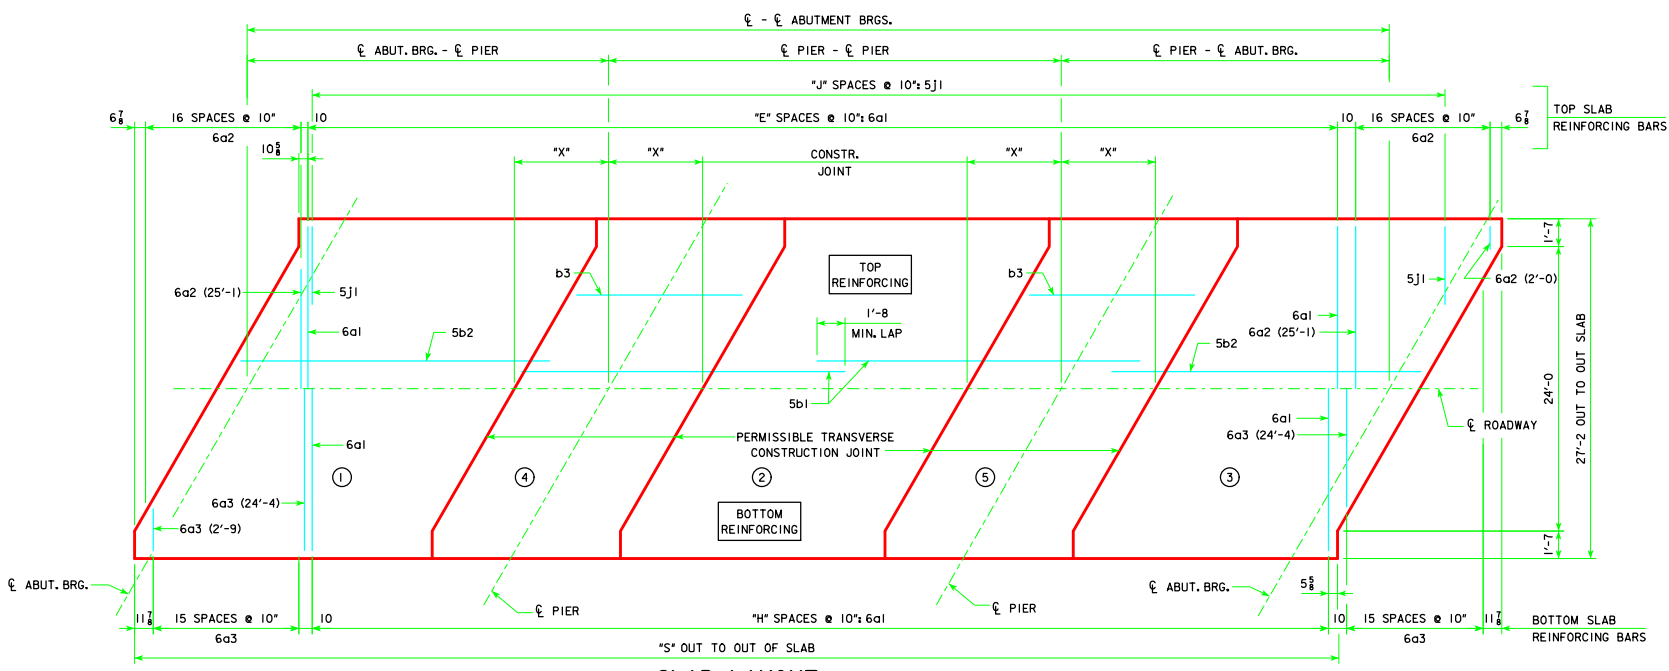 ℄ - ℄ ABUTMENT BRGS.
℄ ABUT. BRG. - ℄ PIER
℄ PIER - ℄ PIER
℄ PIER - ℄ ABUT. BRG.
"J" SPACES @ 10": 5j1
6 7/8
16 SPACES @ 10"
10
"E" SPACES @ 10": 6a1
10
16 SPACES @ 10"
6 7/8
TOP SLAB
REINFORCING BARS
6a2
6a2
10 5/8
"X"
"X"
CONSTR.
JOINT
"X"
"X"
1'-7
b3
TOP
REINFORCING
b3
6a2 (25'-1)
5j1
5j1
6a2 (2'-0)
6a1
5b2
1'-8
MIN. LAP
6a1
6a2 (25'-1)
5b2
24'-0
27'-2 OUT TO OUT SLAB
5b1
6a1
℄ ROADWAY
6a1
PERMISSIBLE TRANSVERSE
CONSTRUCTION JOINT
6a3 (24'-4)
1
4
2
5
3
6a3 (24'-4)
BOTTOM
REINFORCING
6a3 (2'-9)
1'-7
℄ ABUT. BRG.
℄ PIER
℄ PIER
℄ ABUT. BRG.
5 5/8
11 7/8
15 SPACES @ 10"
10
"H" SPACES @ 10": 6a1
10
15 SPACES @ 10"
11 7/8
BOTTOM SLAB
REINFORCING BARS
6a3
6a3
"S" OUT TO OUT OF SLAB